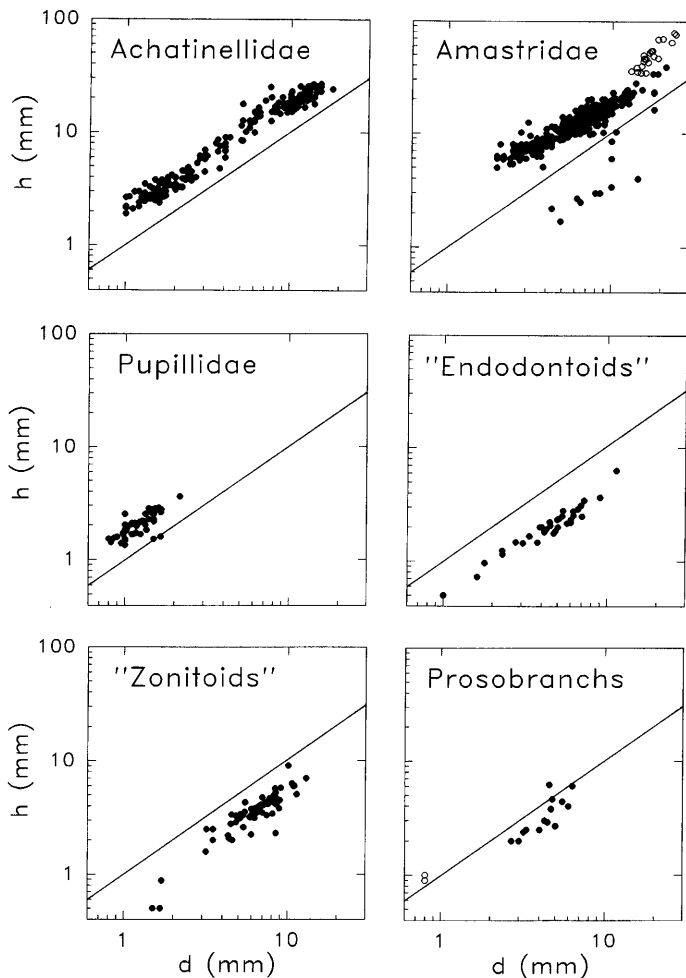 100
Achatinellidae
Amastridae
10
h (mm)
1
100
Pupillidae
"Endodontoids"
10
h (mm)
1
100
"Zonitoids"
Prosobranchs
10
h (mm)
1
1
10
1
10
d (mm)
d (mm)